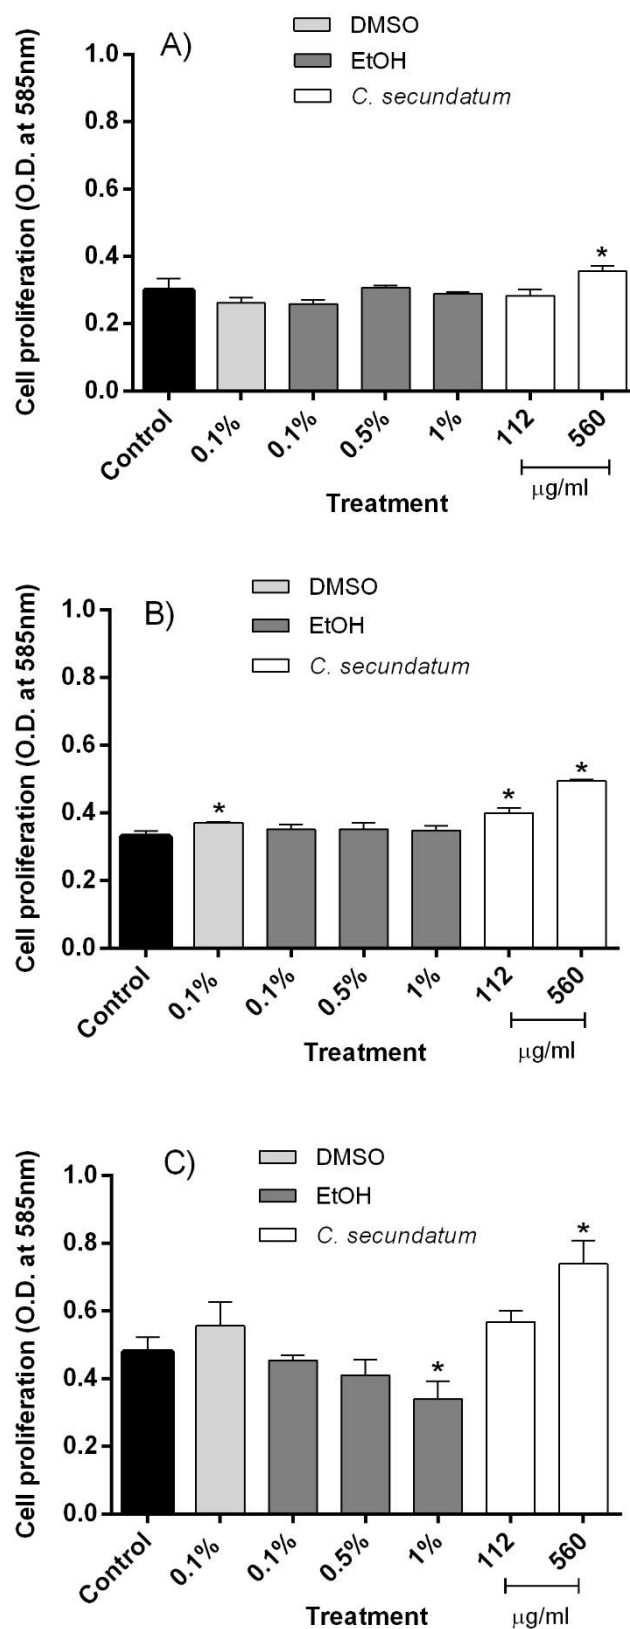 A)
DMSO
EtOH
C. secundatum
Cell proliferation (O.D. at 585nm)
1.0
0.8
0.6
0.4
0.2
0.0
*
Control
0.1%
0.1%
0.5%
1%
112
560
μg/ml
Treatment
B)
DMSO
EtOH
C. secundatum
Cell proliferation (O.D. at 585nm)
1.0
0.8
0.6
0.4
0.2
0.0
*
*
*
Control
0.1%
0.1%
0.5%
1%
112
560
μg/ml
Treatment
C)
DMSO
EtOH
C. secundatum
Cell proliferation (O.D. at 585nm)
1.0
0.8
0.6
0.4
0.2
0.0
*
*
Control
0.1%
0.1%
0.5%
1%
112
560
μg/ml
Treatment